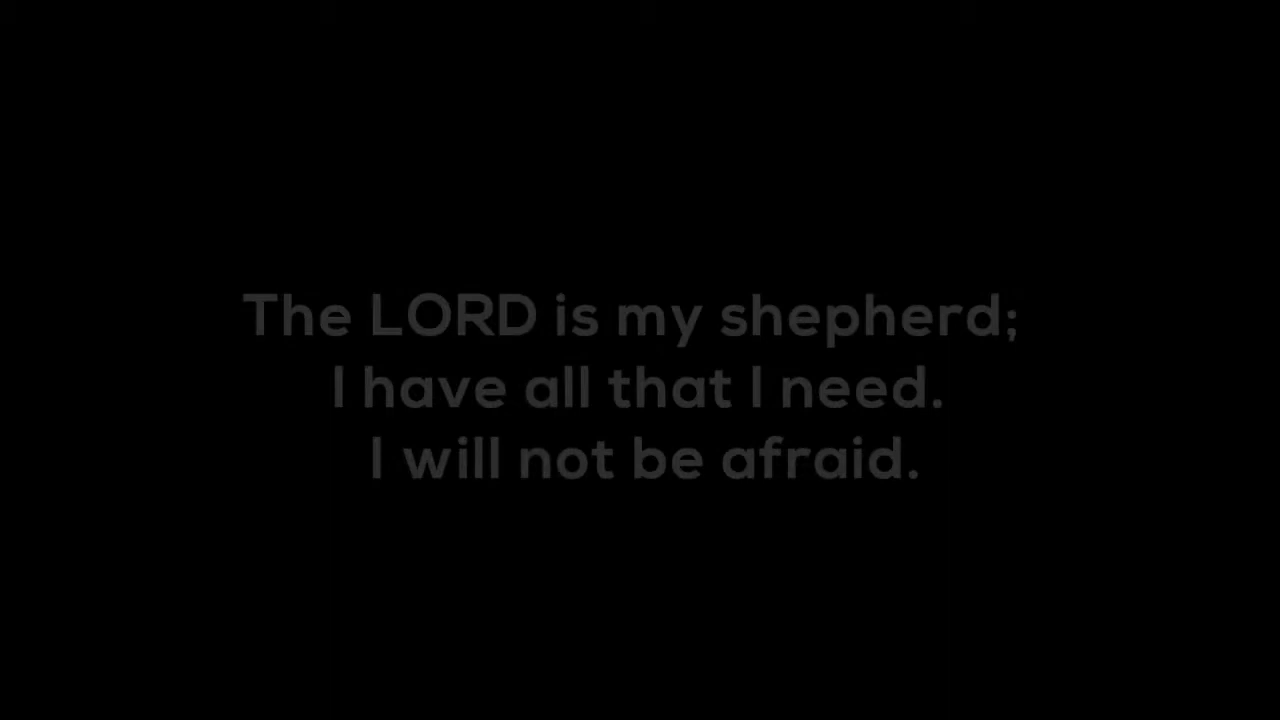 The LORD is my shepherd;
I have all that I need.
I will not be afraid.